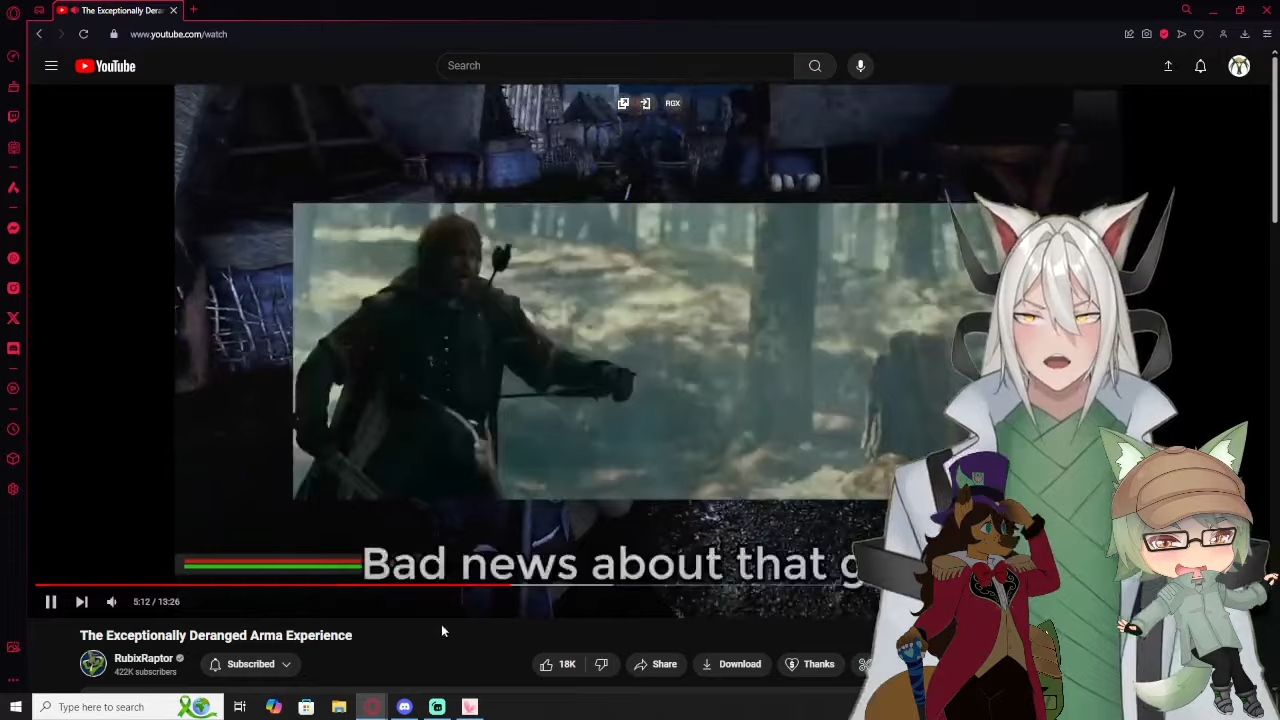 The Exceptionally Deran
www.youtube.com/watch
YouTube
Search
RGX
Bad news about that g
5:12 / 13:26
The Exceptionally Deranged Arma Experience
RubixRaptor
422K subscribers
Subscribed
18K
Share
Download
Thanks
Type here to search